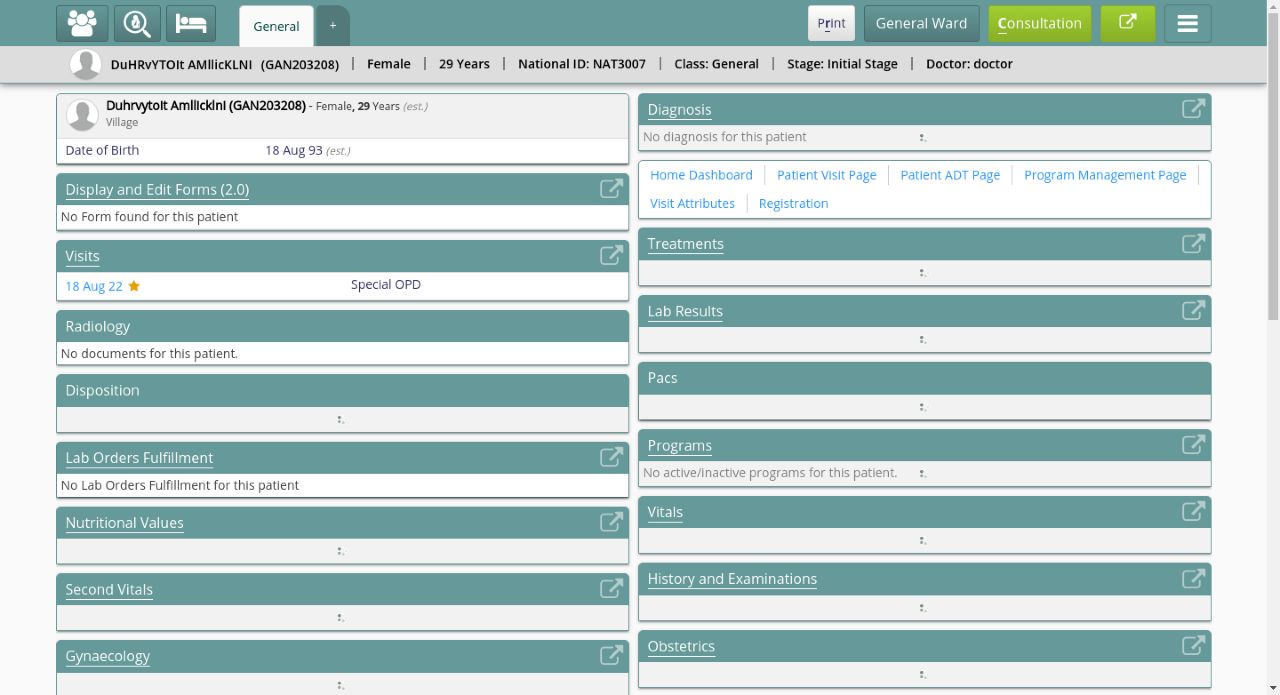 General
+
Print
General Ward
Consultation
DuHRvYTOIt AMllicKLNI (GAN203208) | Female | 29 Years | National ID: NAT3007 | Class: General | Stage: Initial Stage | Doctor: doctor
Duhrvytoit Amllickini (GAN203208) - Female, 29 Years (est.)
Village
Date of Birth 18 Aug 93 (est.)
Display and Edit Forms (2.0)
No Form found for this patient
Visits
18 Aug 22 Special OPD
Radiology
No documents for this patient.
Disposition
Lab Orders Fulfillment
No Lab Orders Fulfillment for this patient
Nutritional Values
Second Vitals
Gynaecology
Diagnosis
No diagnosis for this patient
Home Dashboard Patient Visit Page Patient ADT Page Program Management Page
Visit Attributes Registration
Treatments
Lab Results
Pacs
Programs
No active/inactive programs for this patient.
Vitals
History and Examinations
Obstetrics